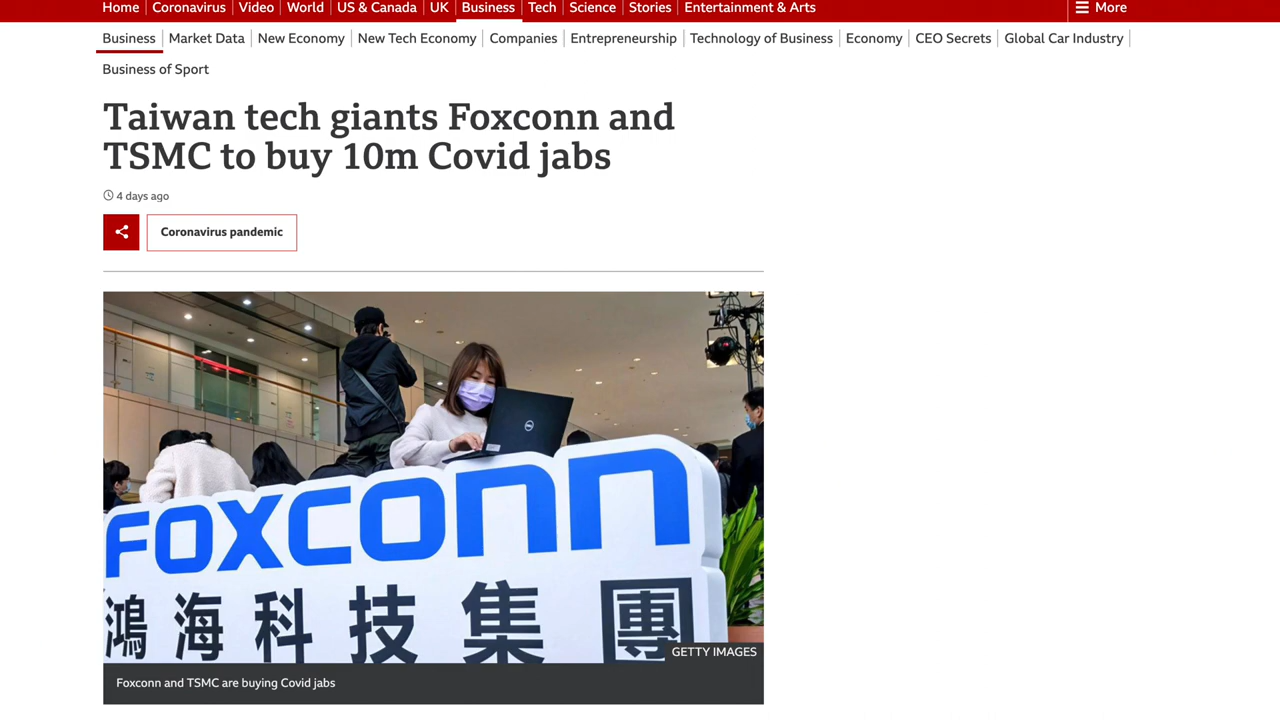 Home Coronavirus Video World US & Canada UK Business Tech Science Stories Entertainment & Arts More
Business Market Data New Economy New Tech Economy Companies Entrepreneurship Technology of Business Economy CEO Secrets Global Car Industry
Business of Sport
Taiwan tech giants Foxconn and
TSMC to buy 10m Covid jabs
4 days ago
Coronavirus pandemic
DELL
FOXCONN
鴻海科技集團
GETTY IMAGES
Foxconn and TSMC are buying Covid jabs